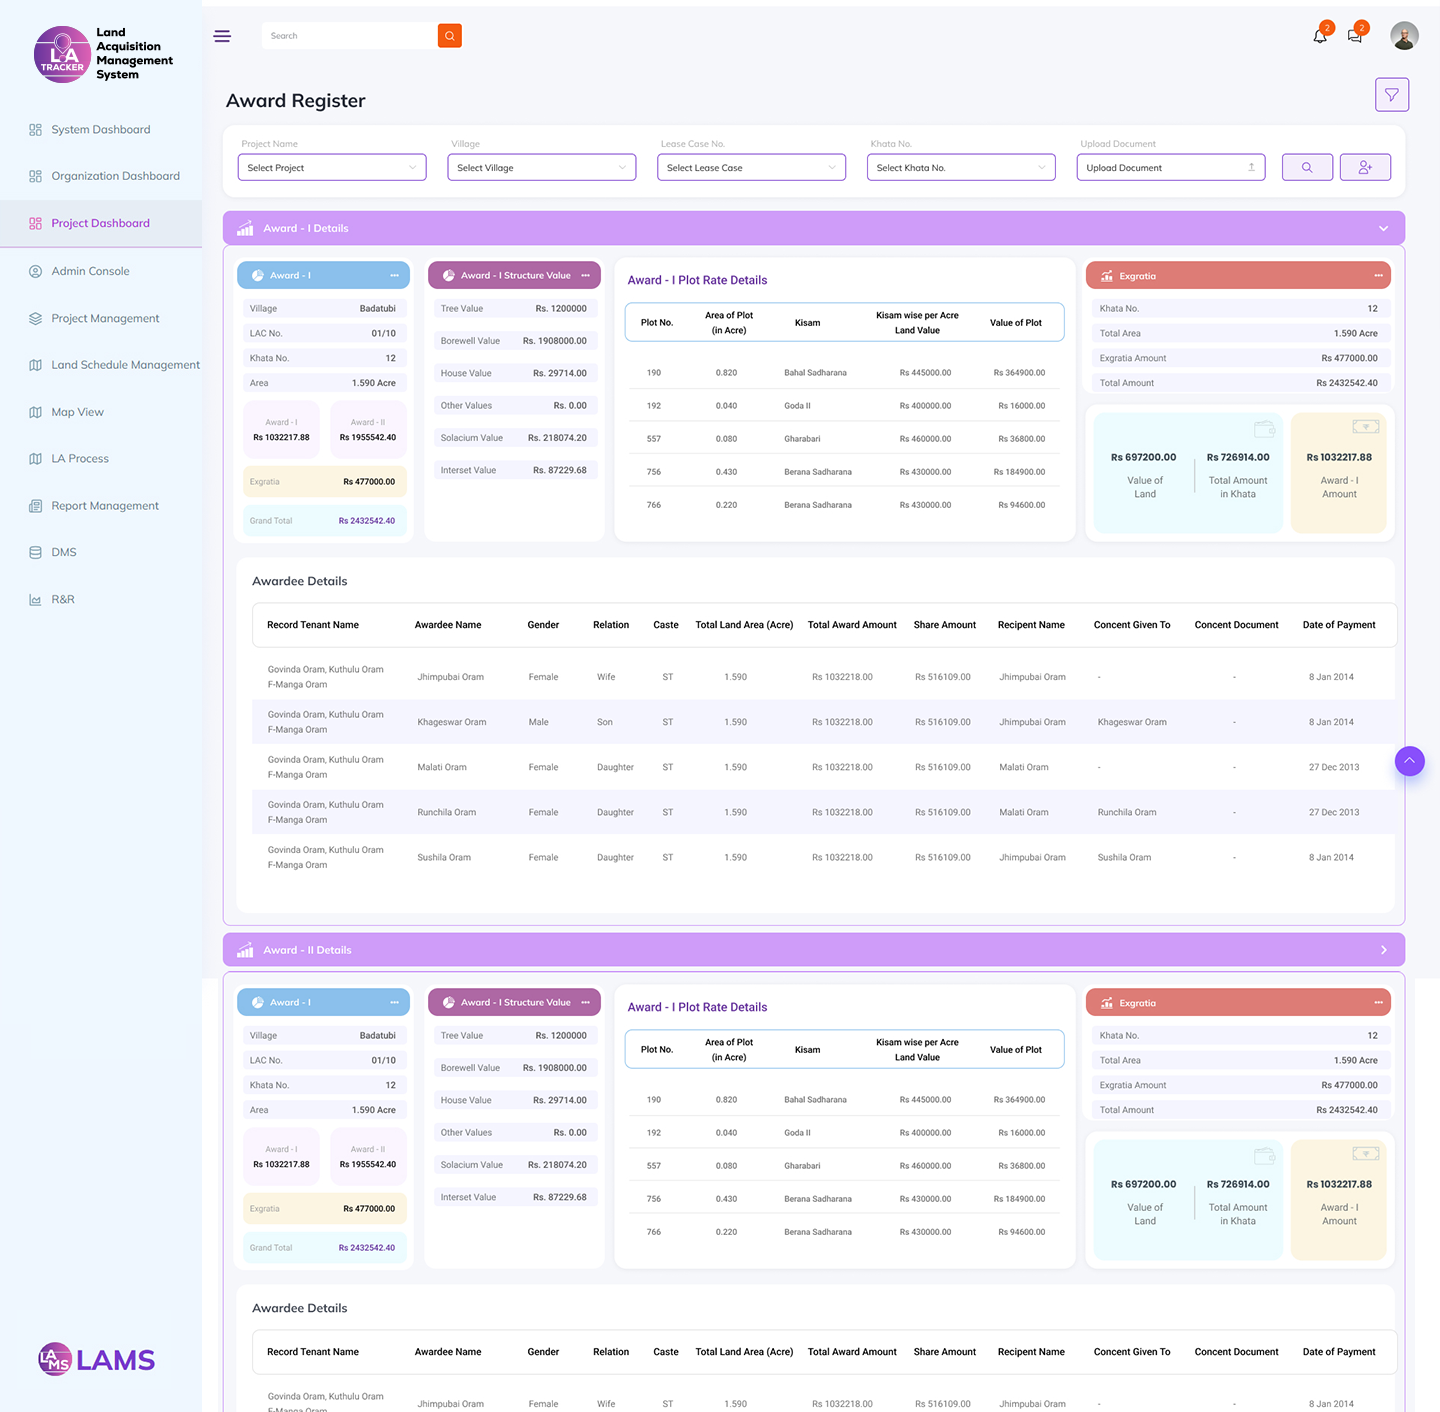 Land
Acquisition
Management
System
LA
TRACKER
Search
2
2
System Dashboard
Organization Dashboard
Project Dashboard
Admin Console
Project Management
Land Schedule Management
Map View
LA Process
Report Management
DMS
R&R
LA
MS LAMS
Award Register
Project Name Village Lease Case No. Khata No. Upload Document
Select Project Select Village Select Lease Case Select Khata No. Upload Document
Award - I Details
Award - I
Village Badatubi
LAC No. 01/10
Khata No. 12
Area 1.590 Acre
Award - I Award - II
Rs 1032217.88 Rs 1955542.40
Exgratia Rs 477000.00
Grand Total Rs 2432542.40
Award - I Structure Value
Tree Value Rs. 1200000
Borewell Value Rs. 1908000.00
House Value Rs. 29714.00
Other Values Rs. 0.00
Solacium Value Rs. 218074.20
Interset Value Rs. 87229.68
Award - I Plot Rate Details
Plot No. Area of Plot (in Acre) Kisam Kisam wise per Acre Land Value Value of Plot
190 0.820 Bahal Sadharana Rs 445000.00 Rs 364900.00
192 0.040 Goda II Rs 400000.00 Rs 16000.00
557 0.080 Gharabari Rs 460000.00 Rs 36800.00
756 0.430 Berana Sadharana Rs 430000.00 Rs 184900.00
766 0.220 Berana Sadharana Rs 430000.00 Rs 94600.00
Exgratia
Khata No. 12
Total Area 1.590 Acre
Exgratia Amount Rs 477000.00
Total Amount Rs 2432542.40
Rs 697200.00 Rs 726914.00 Rs 1032217.88
Value of Total Amount Award - I
Land in Khata Amount
Awardee Details
Record Tenant Name Awardee Name Gender Relation Caste Total Land Area (Acre) Total Award Amount Share Amount Recipent Name Concent Given To Concent Document Date of Payment
Govinda Oram, Kuthulu Oram
F-Manga Oram Jhimpubai Oram Female Wife ST 1.590 Rs 1032218.00 Rs 516109.00 Jhimpubai Oram - - 8 Jan 2014
Govinda Oram, Kuthulu Oram
F-Manga Oram Khageswar Oram Male Son ST 1.590 Rs 1032218.00 Rs 516109.00 Jhimpubai Oram Khageswar Oram - 8 Jan 2014
Govinda Oram, Kuthulu Oram
F-Manga Oram Malati Oram Female Daughter ST 1.590 Rs 1032218.00 Rs 516109.00 Malati Oram - - 27 Dec 2013
Govinda Oram, Kuthulu Oram
F-Manga Oram Runchila Oram Female Daughter ST 1.590 Rs 1032218.00 Rs 516109.00 Malati Oram Runchila Oram - 27 Dec 2013
Govinda Oram, Kuthulu Oram
F-Manga Oram Sushila Oram Female Daughter ST 1.590 Rs 1032218.00 Rs 516109.00 Jhimpubai Oram Sushila Oram - 8 Jan 2014
Award - II Details
Award - I
Village Badatubi
LAC No. 01/10
Khata No. 12
Area 1.590 Acre
Award - I Award - II
Rs 1032217.88 Rs 1955542.40
Exgratia Rs 477000.00
Grand Total Rs 2432542.40
Award - I Structure Value
Tree Value Rs. 1200000
Borewell Value Rs. 1908000.00
House Value Rs. 29714.00
Other Values Rs. 0.00
Solacium Value Rs. 218074.20
Interset Value Rs. 87229.68
Award - I Plot Rate Details
Plot No. Area of Plot (in Acre) Kisam Kisam wise per Acre Land Value Value of Plot
190 0.820 Bahal Sadharana Rs 445000.00 Rs 364900.00
192 0.040 Goda II Rs 400000.00 Rs 16000.00
557 0.080 Gharabari Rs 460000.00 Rs 36800.00
756 0.430 Berana Sadharana Rs 430000.00 Rs 184900.00
766 0.220 Berana Sadharana Rs 430000.00 Rs 94600.00
Exgratia
Khata No. 12
Total Area 1.590 Acre
Exgratia Amount Rs 477000.00
Total Amount Rs 2432542.40
Rs 697200.00 Rs 726914.00 Rs 1032217.88
Value of Total Amount Award - I
Land in Khata Amount
Awardee Details
Record Tenant Name Awardee Name Gender Relation Caste Total Land Area (Acre) Total Award Amount Share Amount Recipent Name Concent Given To Concent Document Date of Payment
Govinda Oram, Kuthulu Oram
F-Manga Oram Jhimpubai Oram Female Wife ST 1.590 Rs 1032218.00 Rs 516109.00 Jhimpubai Oram - - 8 Jan 2014